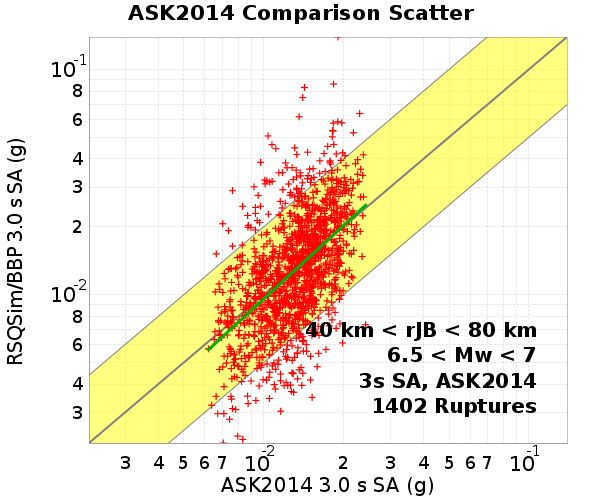 ASK2014 Comparison Scatter
RSQSim/BBP 3.0 s SA (g)
10^-1
8
6
4
3
2
10^-2
8
6
4
3
40 km < rJB < 80 km
6.5 < Mw < 7
3s SA, ASK2014
1402 Ruptures
3 4 5 6 7 10^-2 2 3 4 5 6 7 10^-1
ASK2014 3.0 s SA (g)